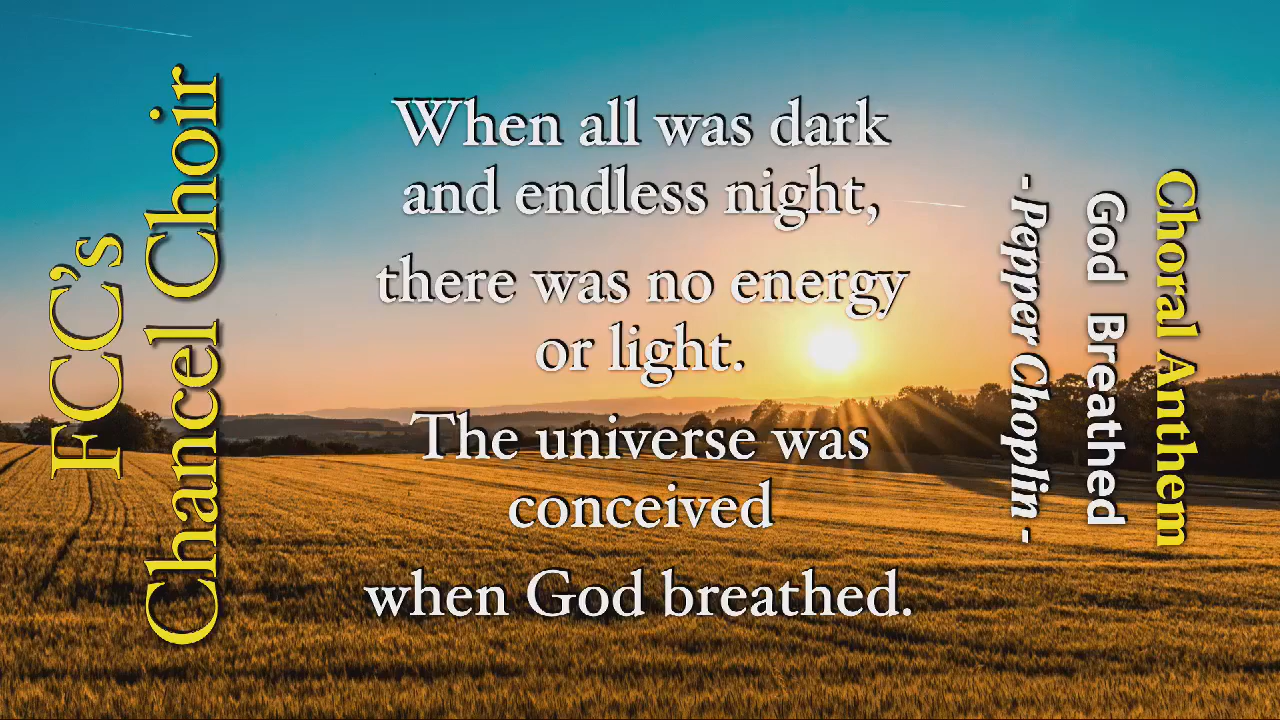 FCC's
Chancel Choir
When all was dark
and endless night,
there was no energy
or light.
The universe was
conceived
when God breathed.
Choral Anthem
God Breathed
- Pepper Choplin -